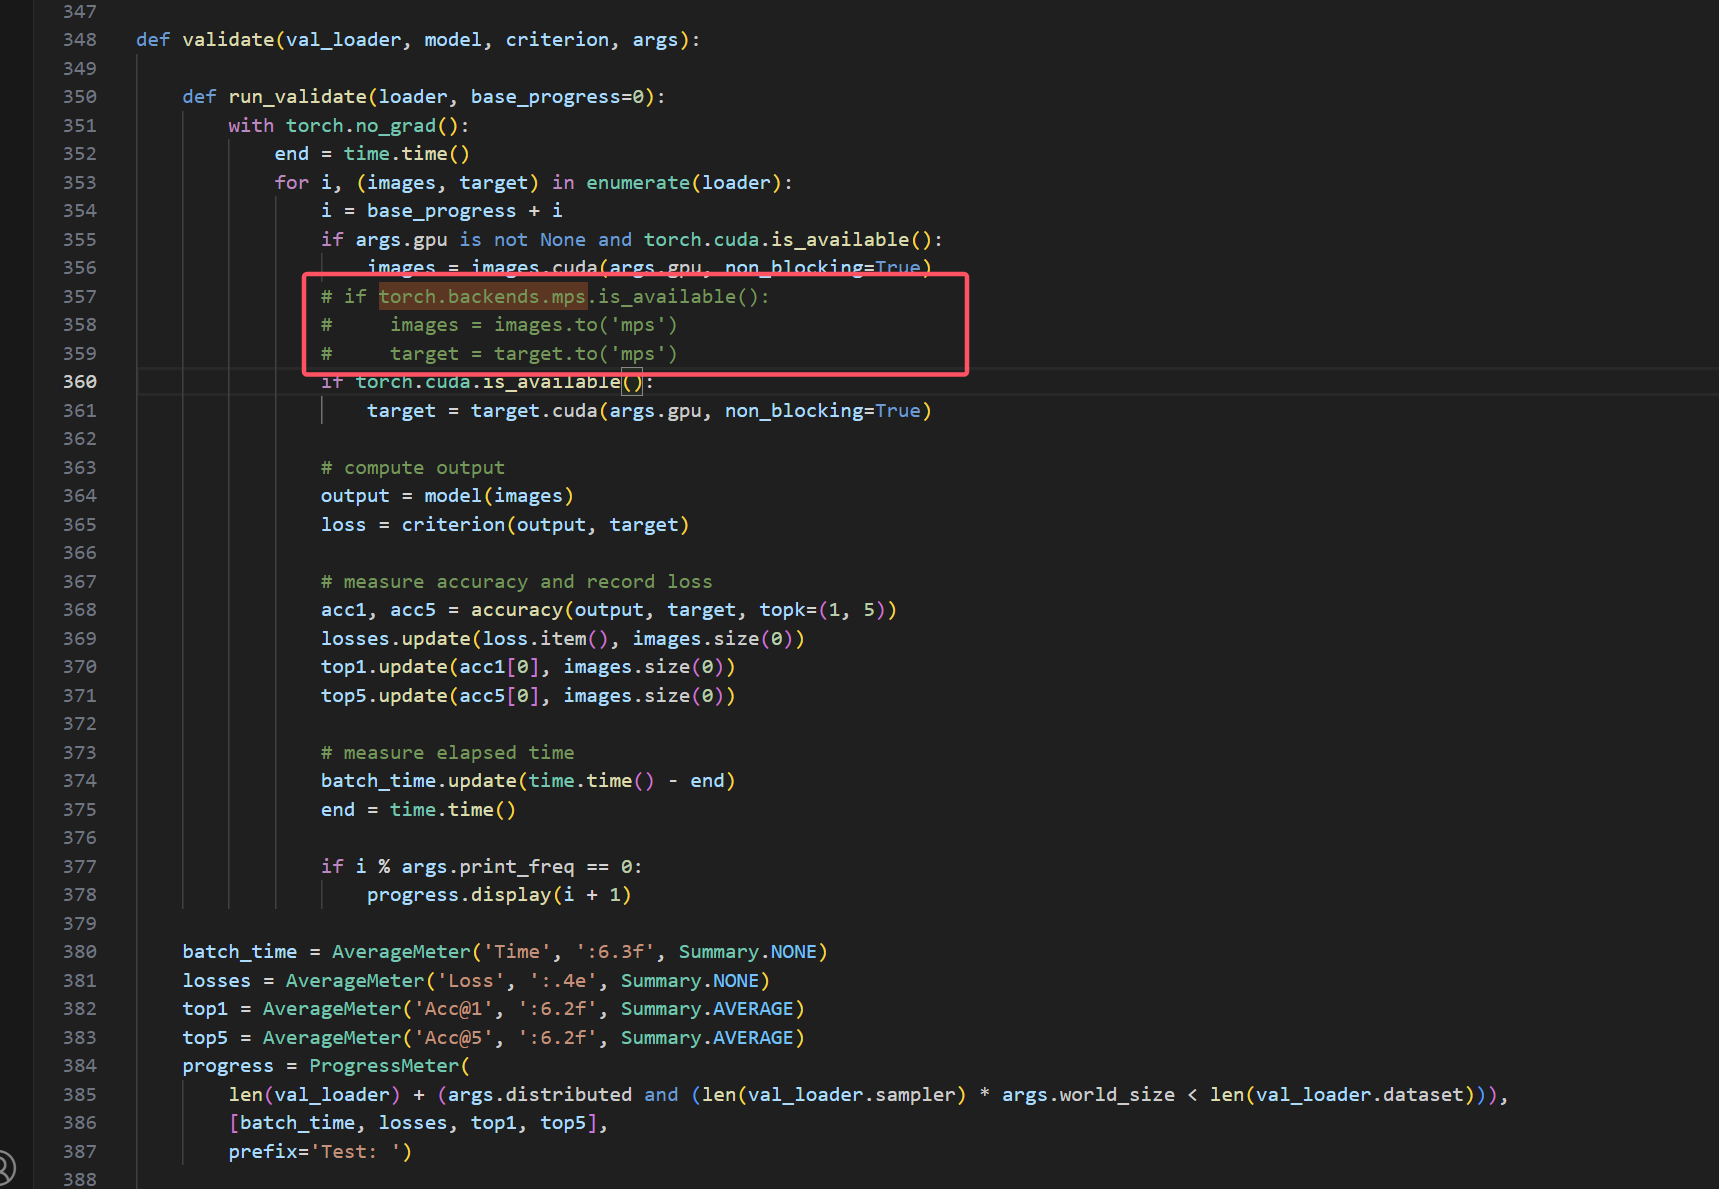 347
348 def validate(val_loader, model, criterion, args):
349
350 def run_validate(loader, base_progress=0):
351 with torch.no_grad():
352 end = time.time()
353 for i, (images, target) in enumerate(loader):
354 i = base_progress + i
355 if args.gpu is not None and torch.cuda.is_available():
356 images = images.cuda(args.gpu, non_blocking=True)
357 # if torch.backends.mps.is_available():
358 #     images = images.to('mps')
359 #     target = target.to('mps')
360 if torch.cuda.is_available():
361 target = target.cuda(args.gpu, non_blocking=True)
362
363 # compute output
364 output = model(images)
365 loss = criterion(output, target)
366
367 # measure accuracy and record loss
368 acc1, acc5 = accuracy(output, target, topk=(1, 5))
369 losses.update(loss.item(), images.size(0))
370 top1.update(acc1[0], images.size(0))
371 top5.update(acc5[0], images.size(0))
372
373 # measure elapsed time
374 batch_time.update(time.time() - end)
375 end = time.time()
376
377 if i % args.print_freq == 0:
378 progress.display(i + 1)
379
380 batch_time = AverageMeter('Time', ':6.3f', Summary.NONE)
381 losses = AverageMeter('Loss', ':.4e', Summary.NONE)
382 top1 = AverageMeter('Acc@1', ':6.2f', Summary.AVERAGE)
383 top5 = AverageMeter('Acc@5', ':6.2f', Summary.AVERAGE)
384 progress = ProgressMeter(
385 len(val_loader) + (args.distributed and (len(val_loader.sampler) * args.world_size < len(val_loader.dataset))),
386 [batch_time, losses, top1, top5],
387 prefix='Test: ')
388